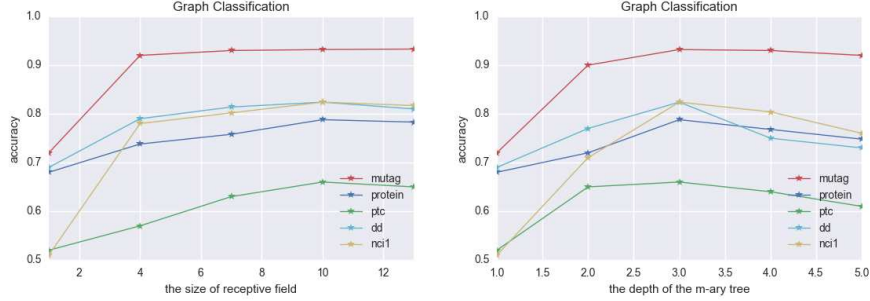 Graph Classification
1.0
0.9
0.8
0.7
0.6
0.5
accuracy
mutag
protein
ptc
dd
nci1
2 4 6 8 10 12
the size of receptive field
Graph Classification
1.0
0.9
0.8
0.7
0.6
0.5
accuracy
mutag
protein
ptc
dd
nci1
1.0 1.5 2.0 2.5 3.0 3.5 4.0 4.5 5.0
the depth of the m-ary tree